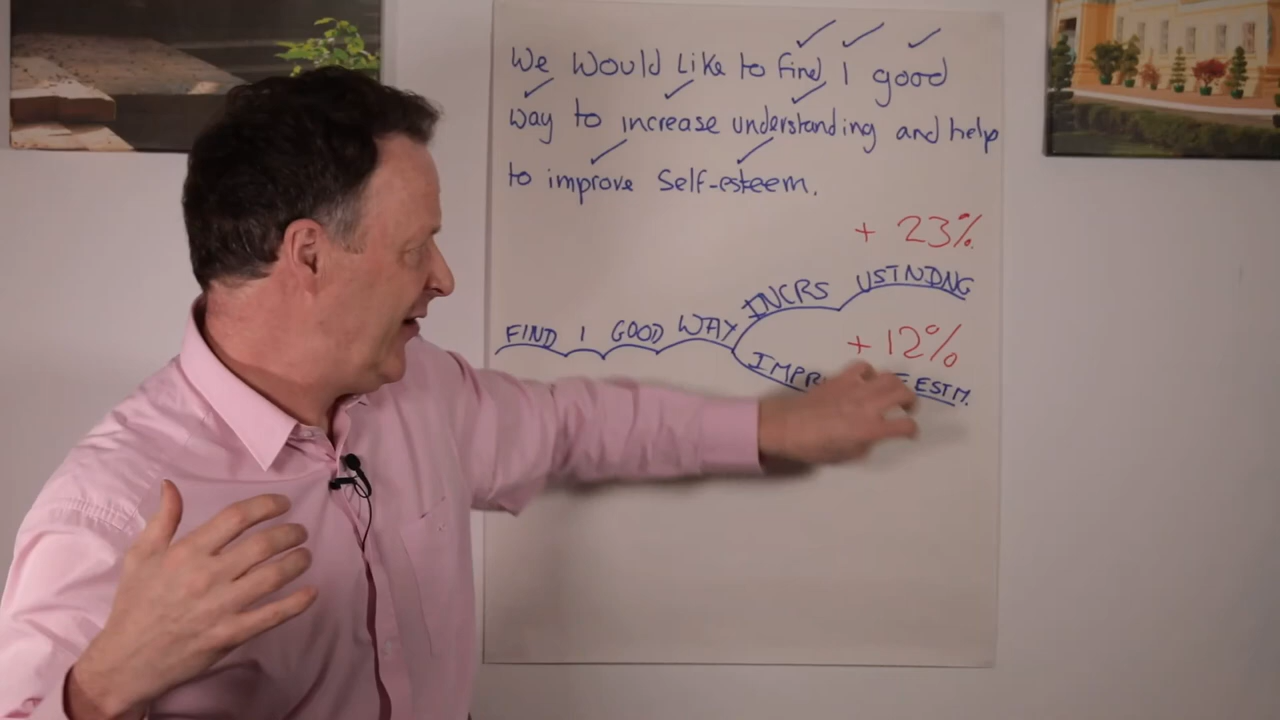 We Would Like to find 1 good
way to increase understanding and help
to improve Self-esteem.
+ 23%
INCRS USTNDNG
FIND 1 GOOD WAY
+ 12%
ESTM.